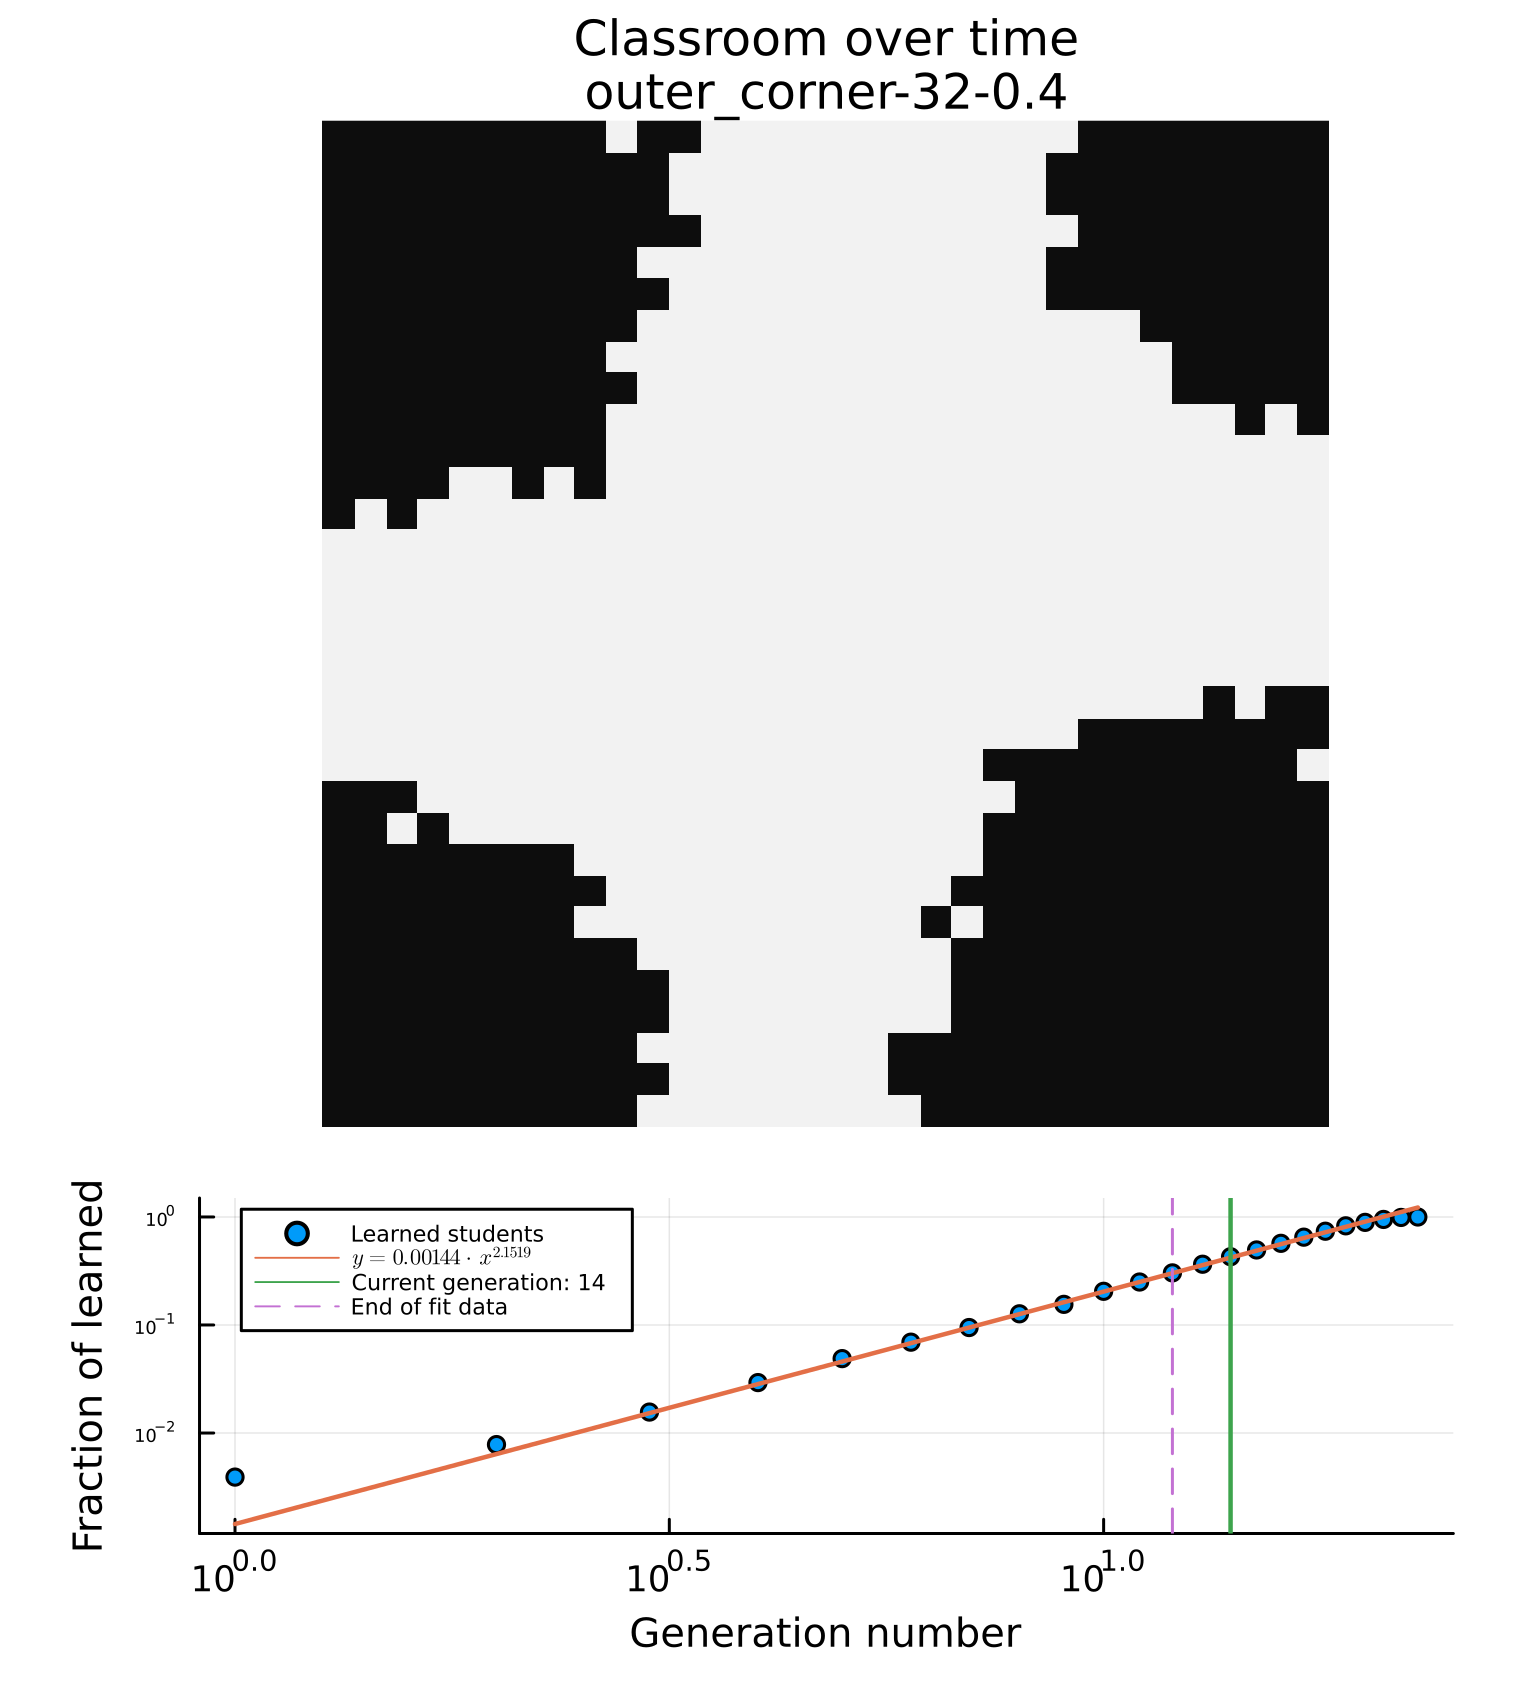 Classroom over time
outer_corner-32-0.4
Fraction of learned
10⁰
10⁻¹
10⁻²
Learned students
y = 0.00144 · x^2.1519
Current generation: 14
End of fit data
10^0.0
10^0.5
10^1.0
Generation number